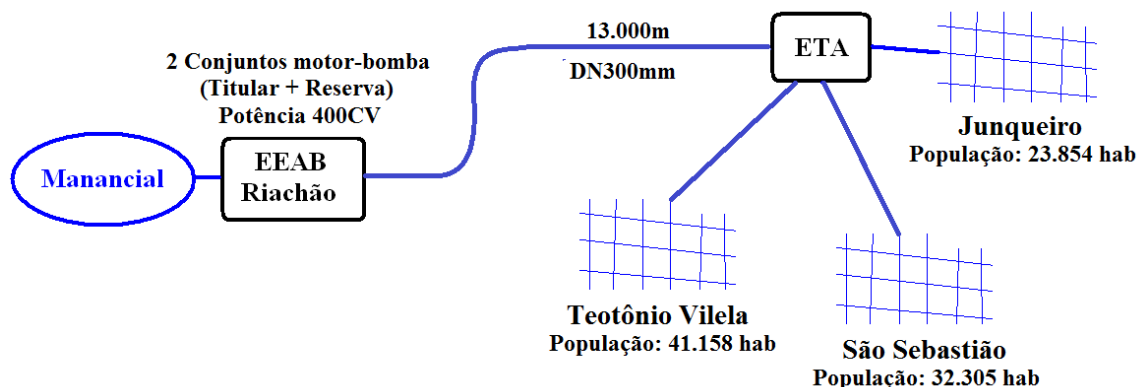 2 Conjuntos motor-bomba
(Titular + Reserva)
Potência 400CV
Manancial
EEAB
Riachão
13.000m
DN300mm
ETA
Junqueiro
População: 23.854 hab
Teotônio Vilela
População: 41.158 hab
São Sebastião
População: 32.305 hab